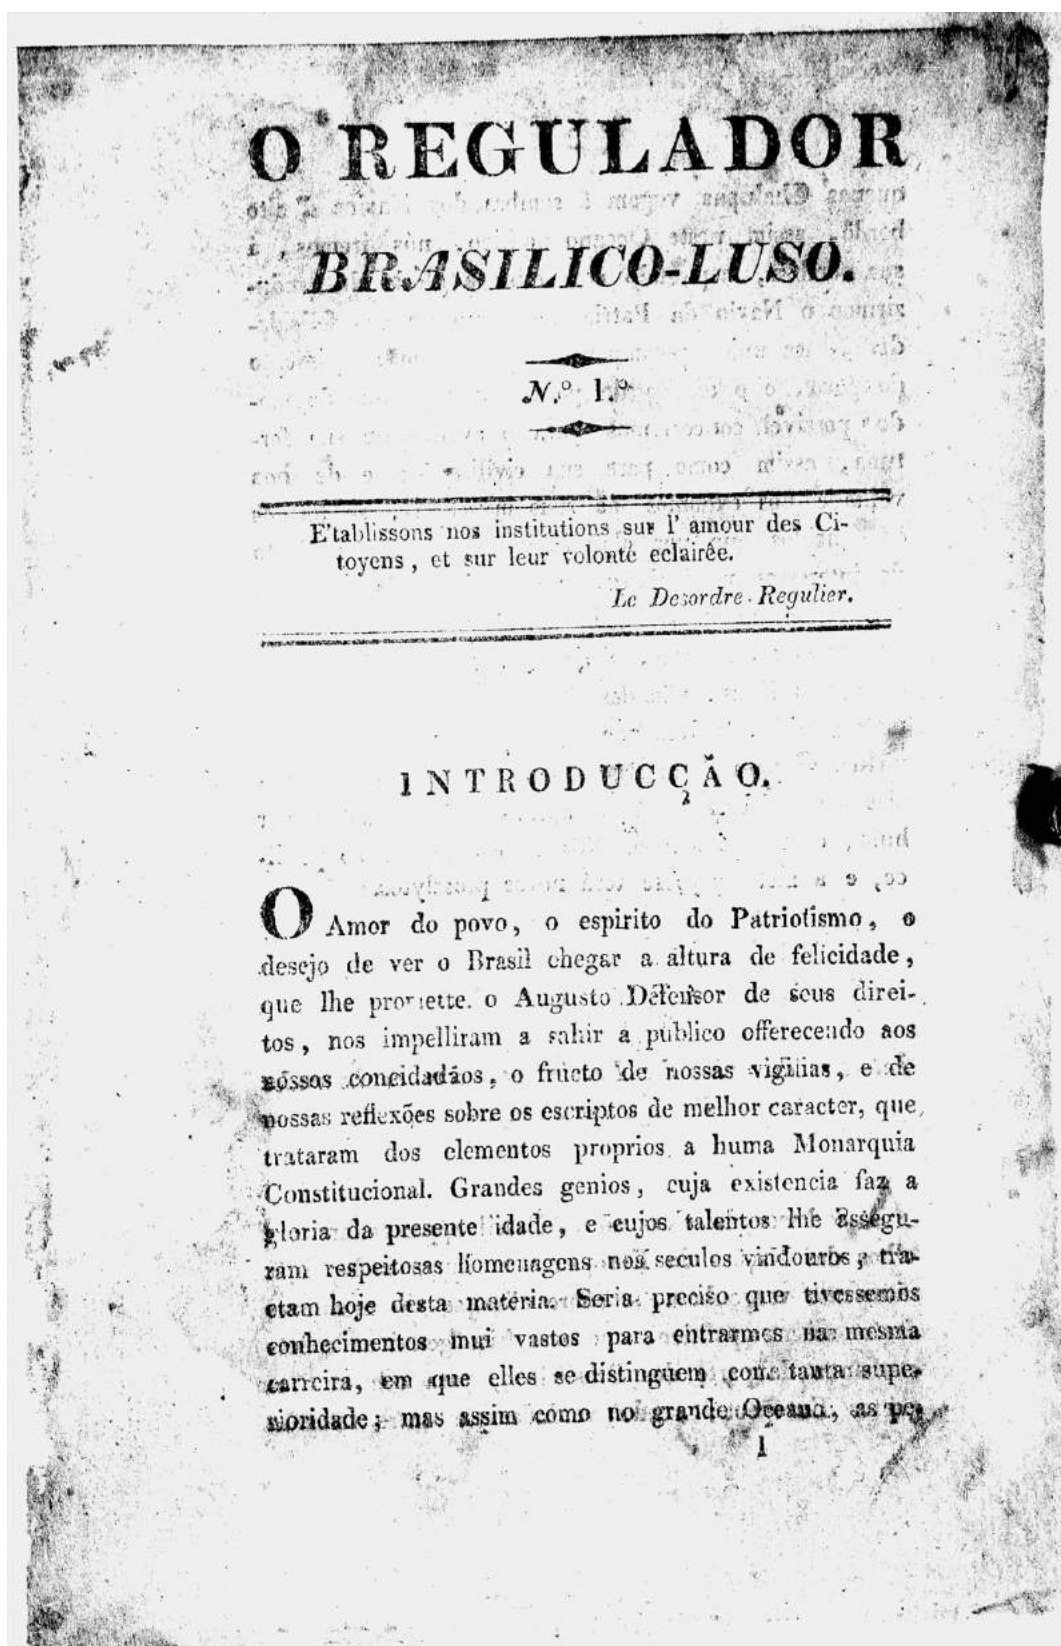 O REGULADOR
BRASILICO-LUSO.
N.º 1.º
E'tablissons nos institutions sur l' amour des Ci-
toyens, et sur leur volonté eclairêe.
Le Desordre Regulier.
INTRODUCÇÃO.
O Amor do povo, o espirito do Patriotismo, o
desejo de ver o Brasil chegar a altura de felicidade,
que lhe promette o Augusto Defensor de seus direi-
tos, nos impelliram a sahir a publico offerecendo aos
nossos concidadãos, o fructo de nossas vigilias, e de
nossas reflexões sobre os escriptos de melhor caracter, que
trataram dos elementos proprios a huma Monarquia
Constitucional. Grandes genios, cuja existencia faz a
gloria da presente idade, e cujos talentos lhe assegu-
ram respeitosas homenagens nos seculos vindouros, tra-
ctam hoje desta materia. Seria preciso que tivessemos
conhecimentos mui vastos para entrarmos na mesma
carreira, em que elles se distinguem com tanta supe-
rioridade; mas assim como no grande Oceano, as pe-
1